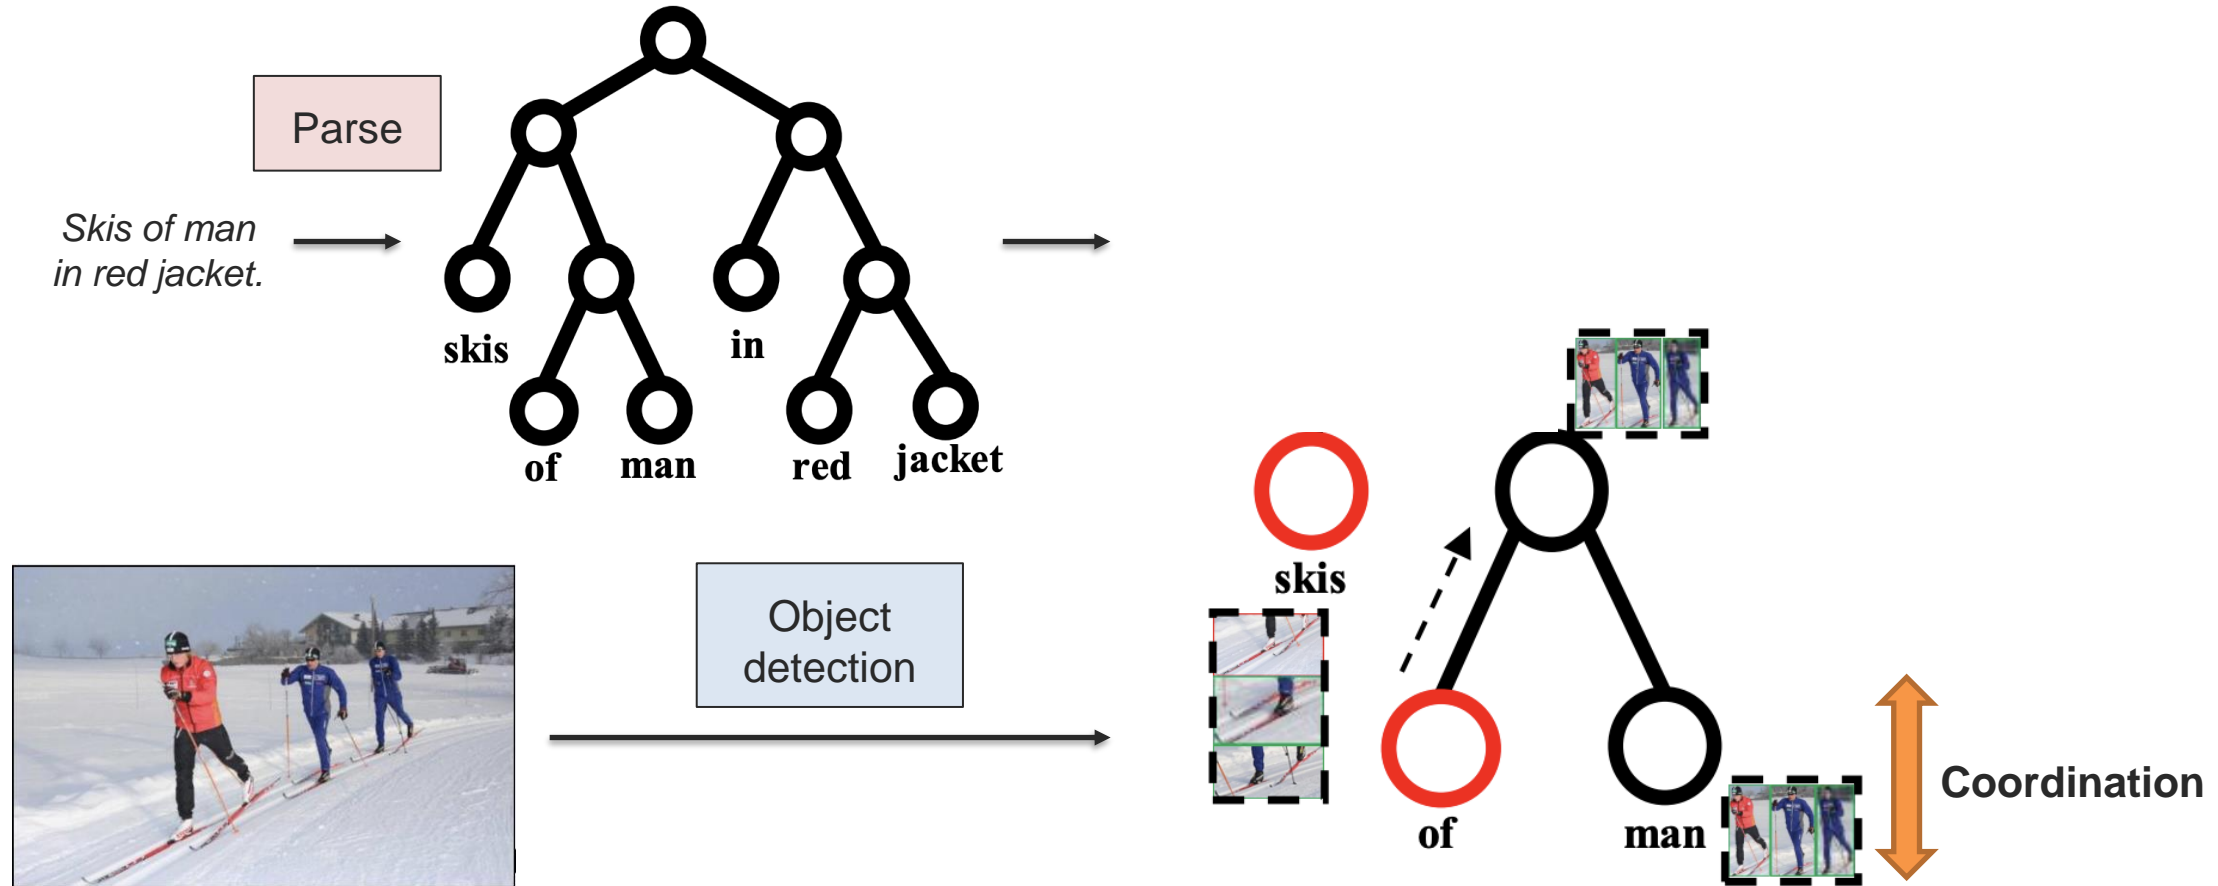 Parse
Skis of man
in red jacket.
skis
in
of
man
red
jacket
Object
detection
skis
of
man
Coordination